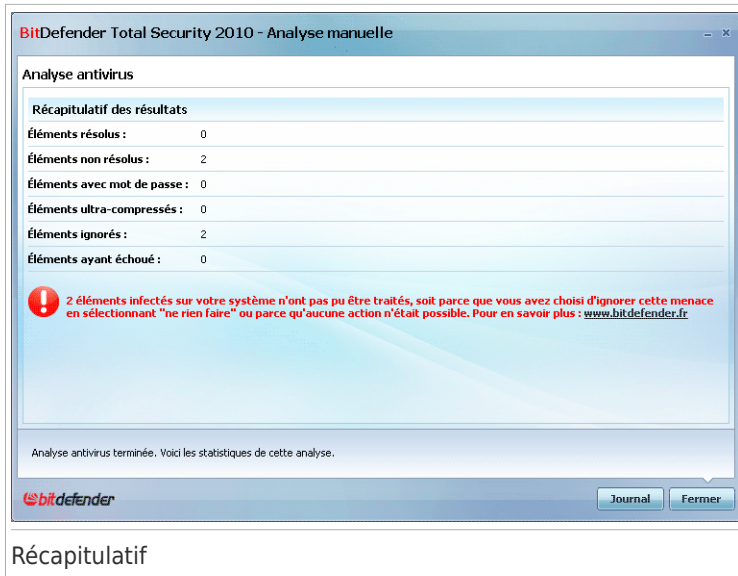 BitDefender Total Security 2010 - Analyse manuelle
Analyse antivirus
Récapitulatif des résultats
Éléments résolus : 0
Éléments non résolus : 2
Éléments avec mot de passe : 0
Éléments ultra-compressés : 0
Éléments ignorés : 2
Éléments ayant échoué : 0
2 éléments infectés sur votre système n'ont pas pu être traités, soit parce que vous avez choisi d'ignorer cette menace
en sélectionnant "ne rien faire" ou parce qu'aucune action n'était possible. Pour en savoir plus : www.bitdefender.fr
Analyse antivirus terminée. Voici les statistiques de cette analyse.
bitdefender
Journal Fermer
Récapitulatif